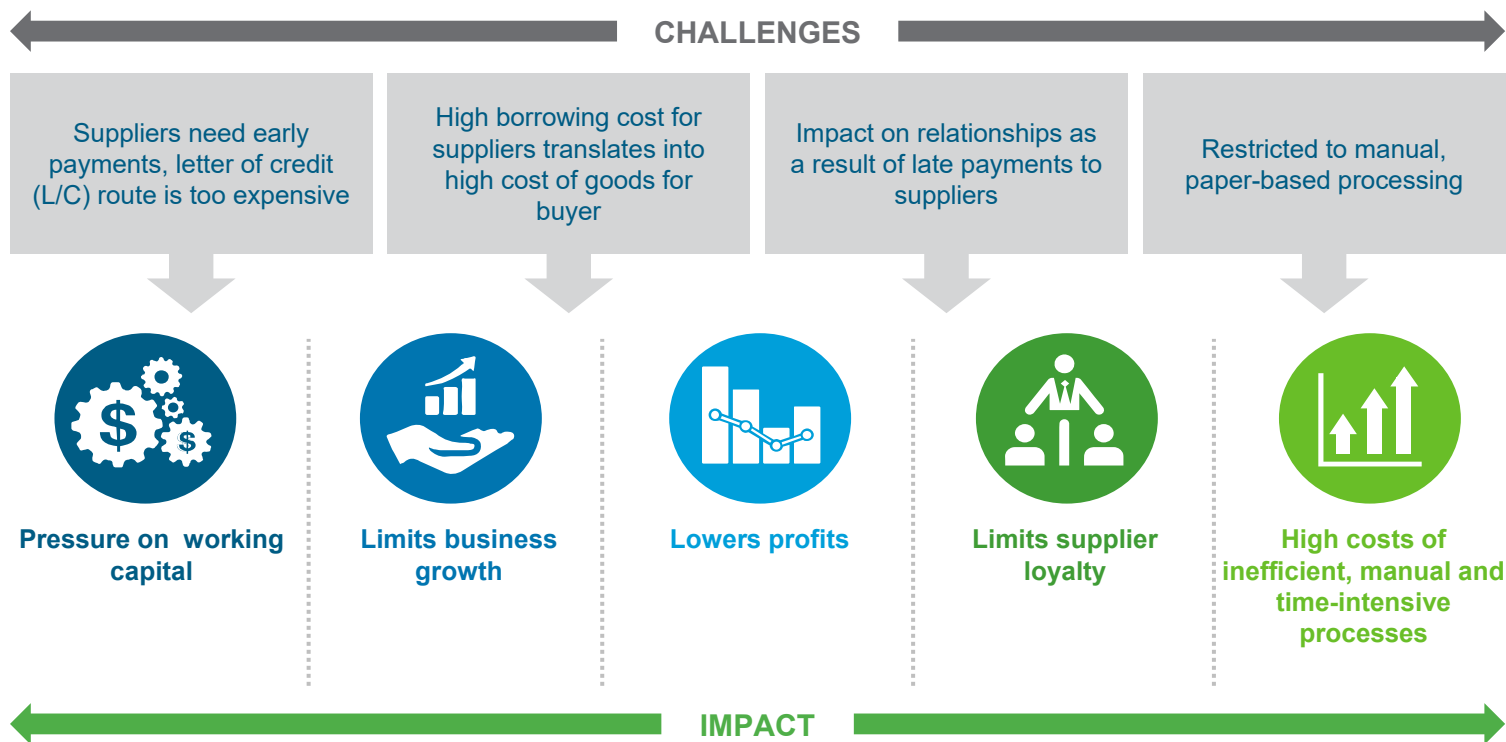 CHALLENGES
Suppliers need early
payments, letter of credit
(L/C) route is too expensive
High borrowing cost for
suppliers translates into
high cost of goods for
buyer
Impact on relationships as
a result of late payments to
suppliers
Restricted to manual,
paper-based processing
$
$
Pressure on working
capital
Limits business
growth
Lowers profits
Limits supplier
loyalty
High costs of
inefficient, manual and
time-intensive
processes
IMPACT